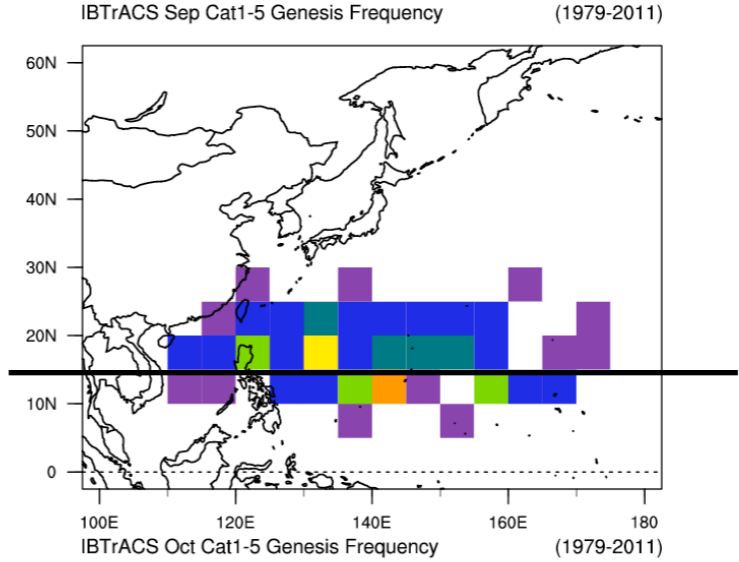 IBTrACS Sep Cat1-5 Genesis Frequency (1979-2011)
60N
50N
40N
30N
20N
10N
0
100E 120E 140E 160E 180
IBTrACS Oct Cat1-5 Genesis Frequency (1979-2011)